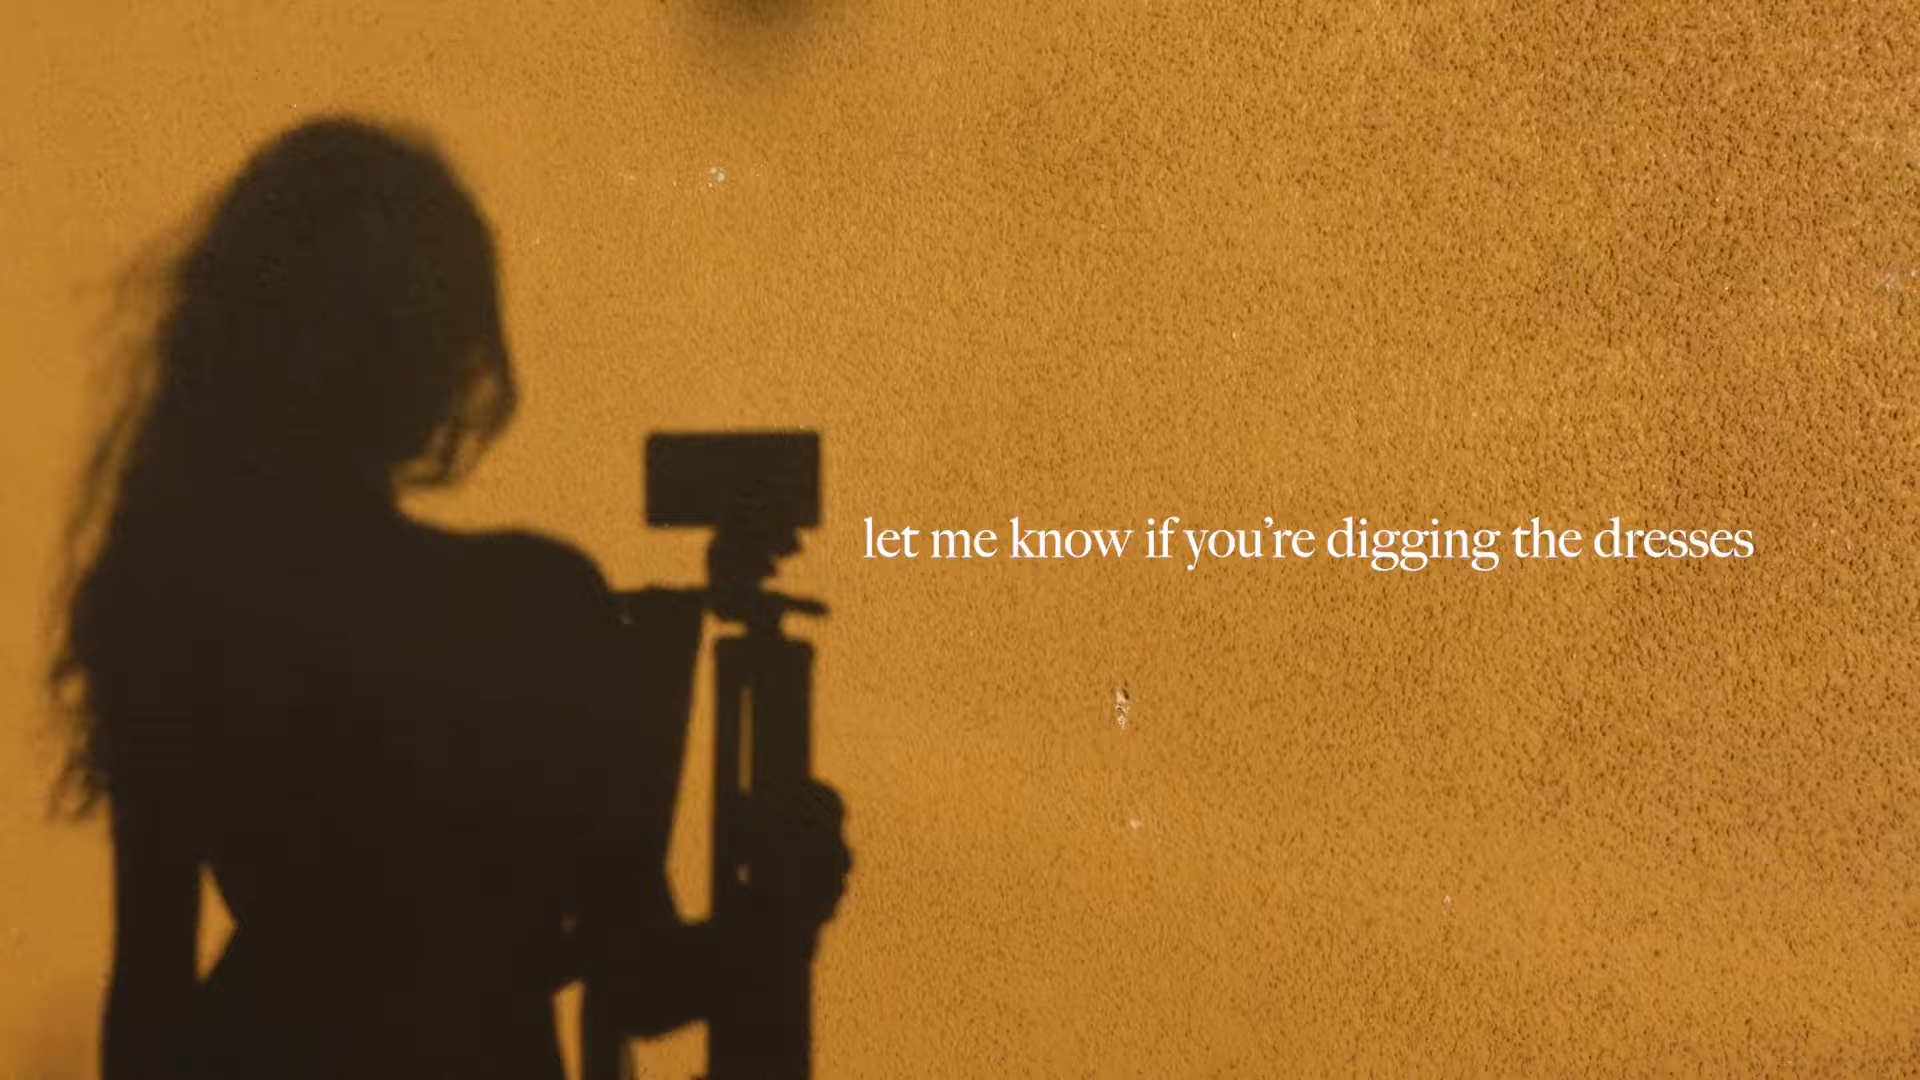 let me know if you’re digging the dresses